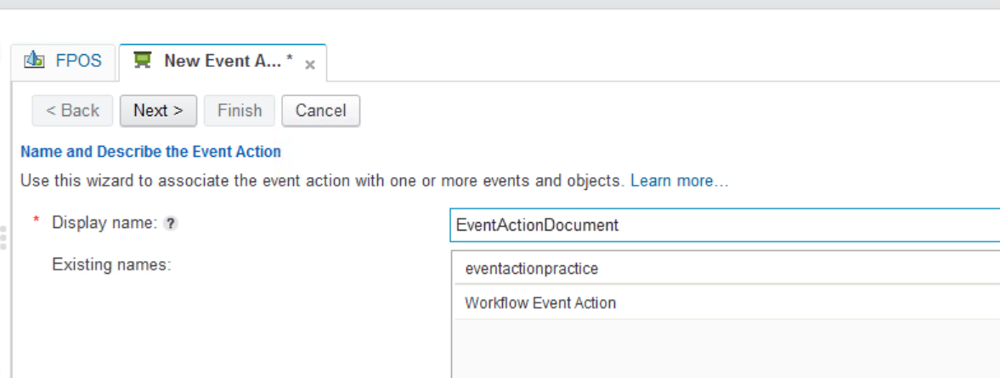 FPOS New Event A... * x
< Back Next > Finish Cancel
Name and Describe the Event Action
Use this wizard to associate the event action with one or more events and objects. Learn more...
* Display name: ? EventActionDocument
Existing names: eventactionpractice
Workflow Event Action